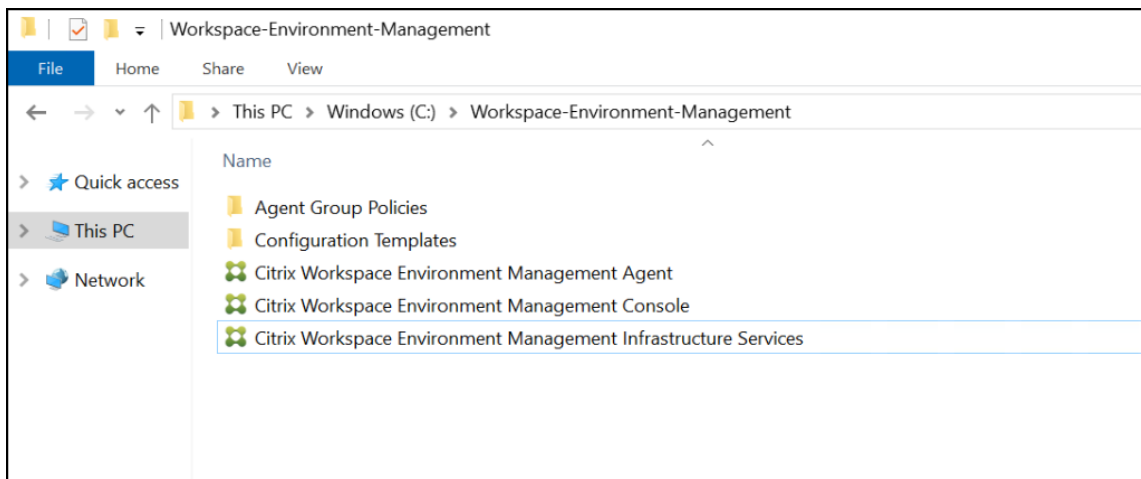 Workspace-Environment-Management
File Home Share View
This PC > Windows (C:) > Workspace-Environment-Management
Name
Quick access
This PC
Network
Agent Group Policies
Configuration Templates
Citrix Workspace Environment Management Agent
Citrix Workspace Environment Management Console
Citrix Workspace Environment Management Infrastructure Services